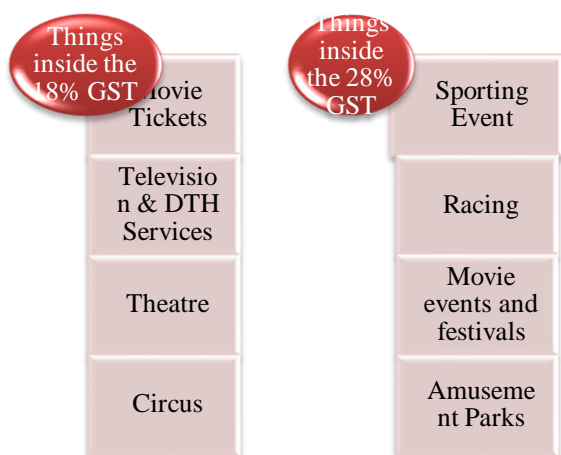 Things
inside the
18% GST
Movie
Tickets
Televisio
n & DTH
Services
Theatre
Circus
Things
inside
the 28%
GST
Sporting
Event
Racing
Movie
events and
festivals
Amuseme
nt Parks